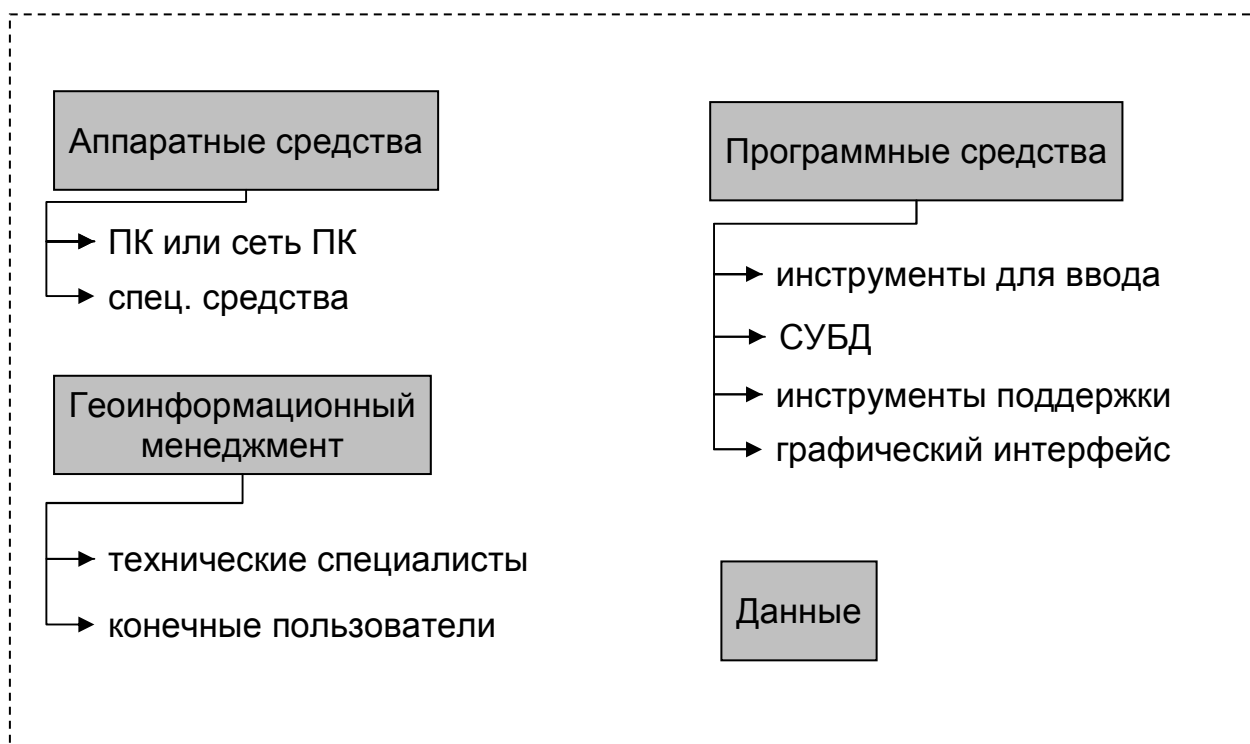 Аппаратные средства
ПК или сеть ПК
спец. средства
Геоинформационный
менеджмент
технические специалисты
конечные пользователи
Программные средства
инструменты для ввода
СУБД
инструменты поддержки
графический интерфейс
Данные